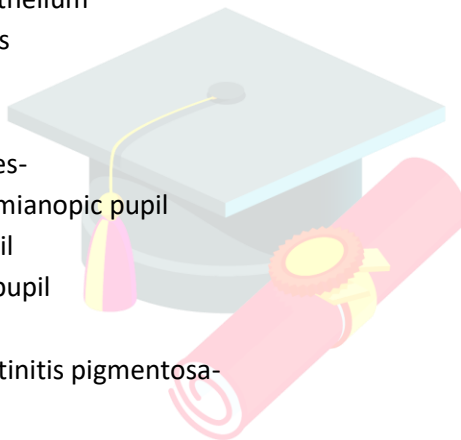 thelium
s
es-
mianopic pupil
il
pupil
tinitis pigmentosa-